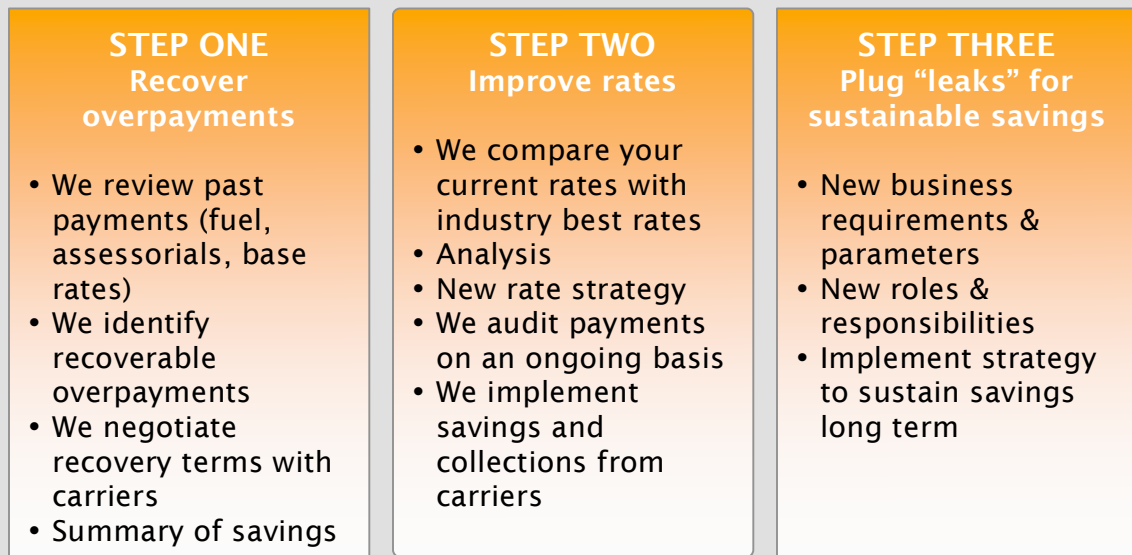 STEP ONE
Recover
overpayments
• We review past
payments (fuel,
assessorials, base
rates)
• We identify
recoverable
overpayments
• We negotiate
recovery terms with
carriers
• Summary of savings
STEP TWO
Improve rates
• We compare your
current rates with
industry best rates
• Analysis
• New rate strategy
• We audit payments
on an ongoing basis
• We implement
savings and
collections from
carriers
STEP THREE
Plug “leaks” for
sustainable savings
• New business
requirements &
parameters
• New roles &
responsibilities
• Implement strategy
to sustain savings
long term